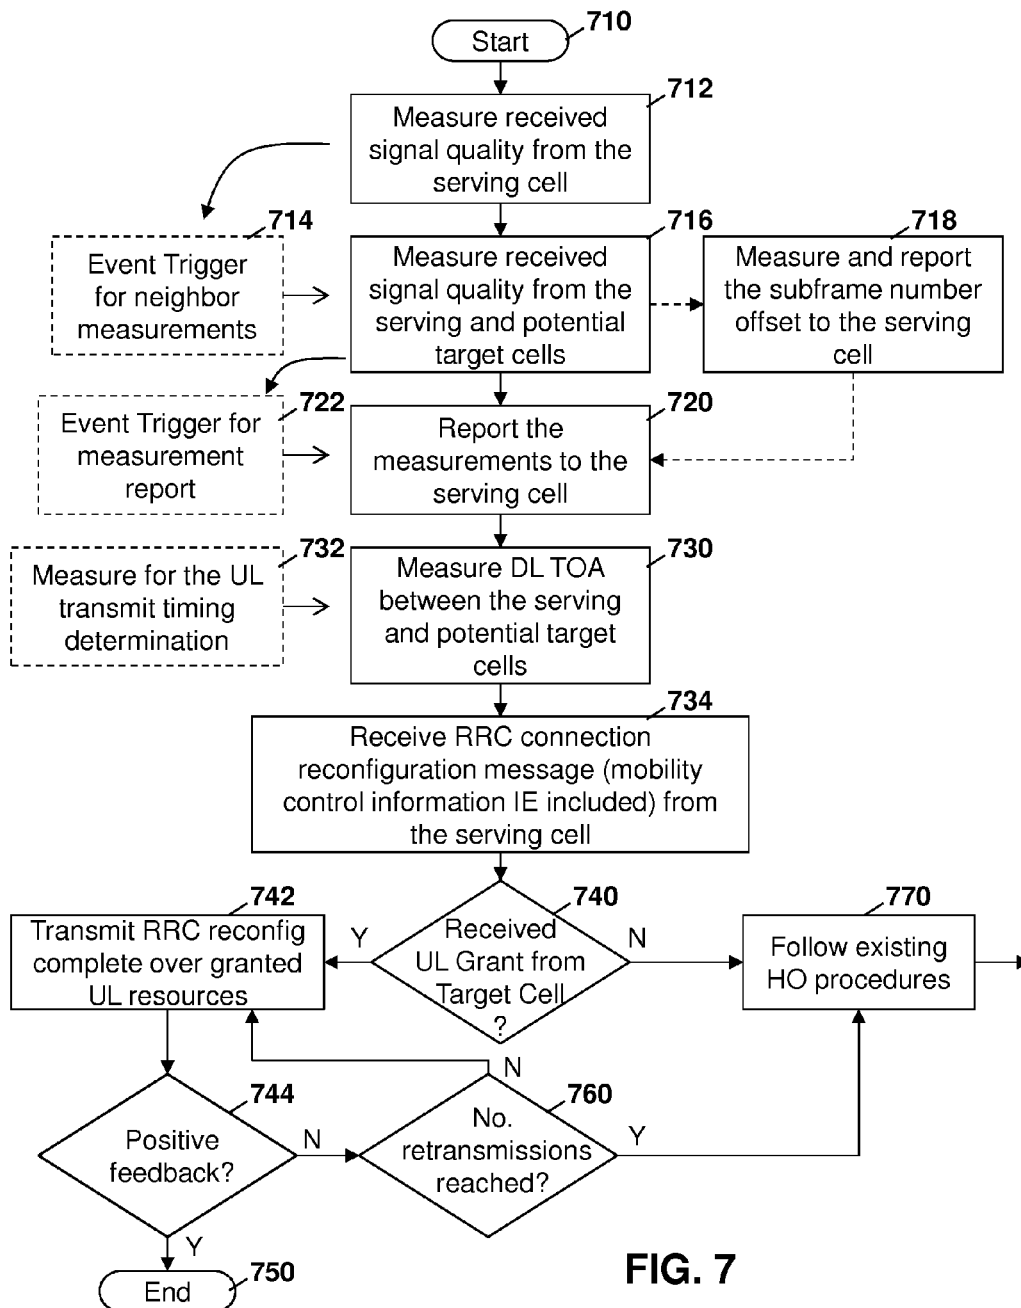 710
Start
712
Measure received
signal quality from the
serving cell
714
Event Trigger
for neighbor
measurements
716
Measure received
signal quality from the
serving and potential
target cells
718
Measure and report
the subframe number
offset to the serving
cell
722
Event Trigger for
measurement
report
720
Report the
measurements to the
serving cell
732
Measure for the UL
transmit timing
determination
730
Measure DL TOA
between the serving
and potential target
cells
734
Receive RRC connection
reconfiguration message (mobility
control information IE included) from
the serving cell
742
Transmit RRC reconfig
complete over granted
UL resources
Y
740
Received
UL Grant from
Target Cell
?
N
770
Follow existing
HO procedures
744
Positive
feedback?
N
N
760
No.
retransmissions
reached?
Y
Y
750
End
FIG. 7